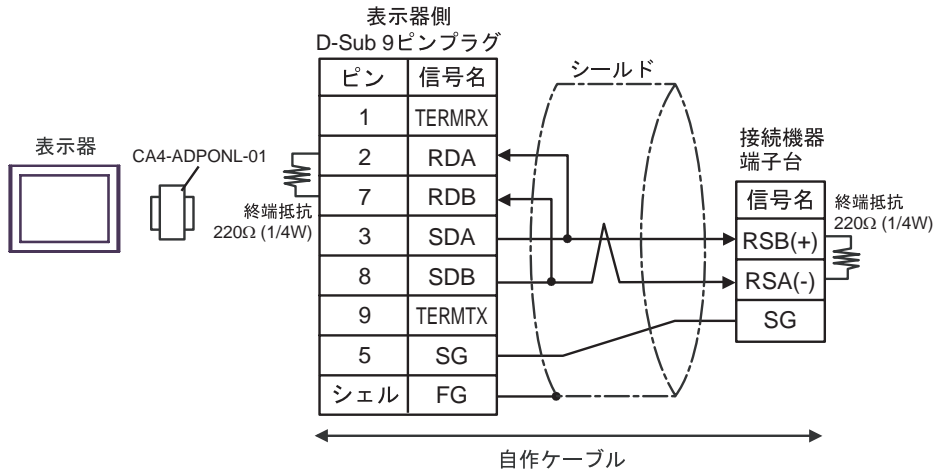 表示器側
D-Sub 9ピンプラグ
ピン 信号名
1 TERMRX
2 RDA
7 RDB
3 SDA
8 SDB
9 TERMTX
5 SG
シェル FG
シールド
表示器
CA4-ADPONL-01
終端抵抗
220Ω (1/4W)
接続機器
端子台
信号名
RSB(+)
RSA(-)
SG
終端抵抗
220Ω (1/4W)
自作ケーブル